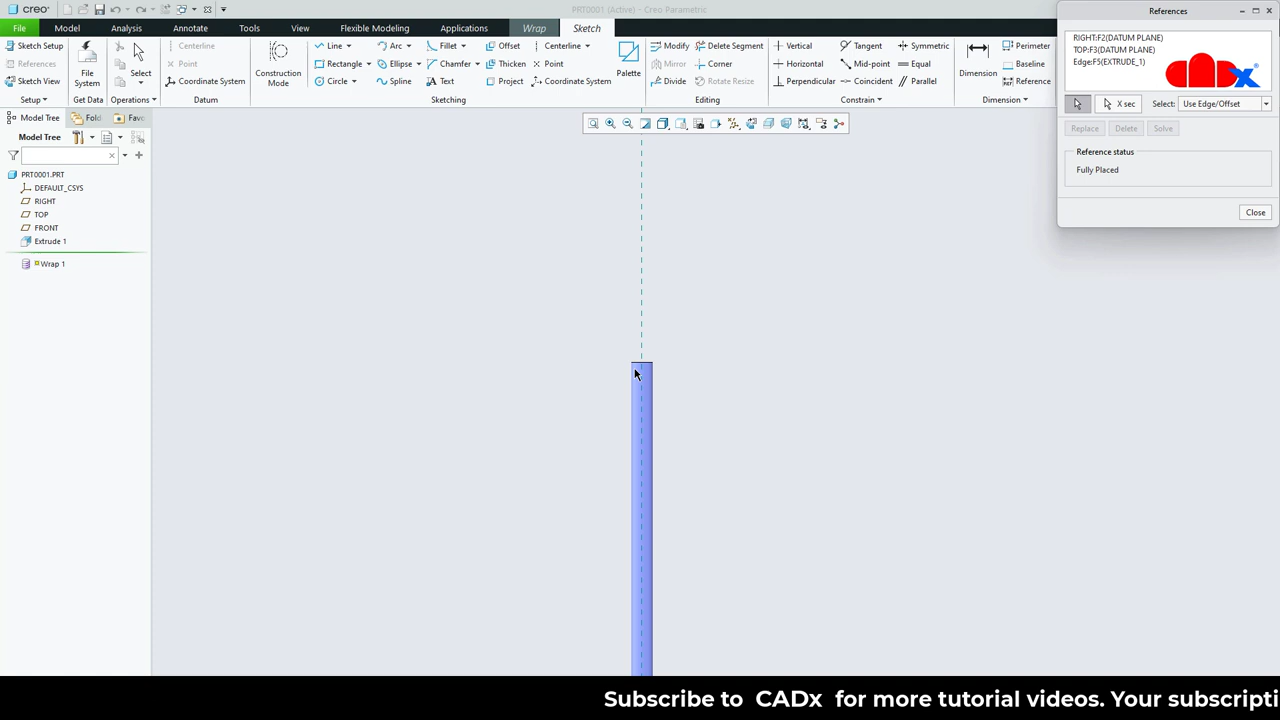 creo
PRT0001 (Active) - Creo Parametric
File Model Analysis Annotate Tools View Flexible Modeling Applications Wrap Sketch
Sketch Setup
References
Sketch View
Setup
File System
Get Data
Select
Operations
Centerline
Point
Coordinate System
Datum
Construction Mode
Line Arc Fillet Offset Centerline
Rectangle Ellipse Chamfer Thicken Point
Circle Spline Text Project Coordinate System
Palette
Sketching
Modify Delete Segment
Mirror Corner
Divide Rotate Resize
Editing
Vertical Tangent Symmetric
Horizontal Mid-point Equal
Perpendicular Coincident Parallel
Constrain
Dimension
Perimeter
Baseline
Reference
Dimension
Model Tree Fold Fav
Model Tree
PRT0001.PRT
DEFAULT_CSYS
RIGHT
TOP
FRONT
Extrude 1
Wrap 1
References
RIGHT:F2(DATUM PLANE)
TOP:F3(DATUM PLANE)
Edge:F5(EXTRUDE_1)
CADx
X sec Select: Use Edge/Offset
Replace Delete Solve
Reference status
Fully Placed
Close
Subscribe to CADx for more tutorial videos. Your subscripti